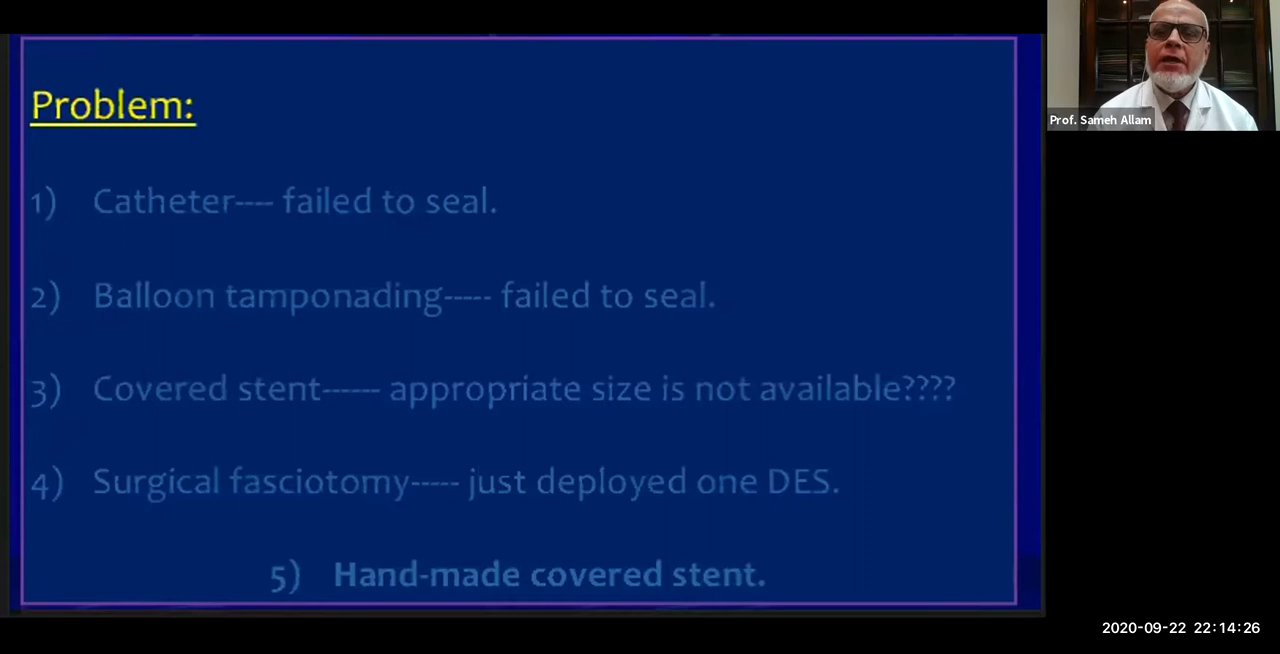 Problem:
1) Catheter---- failed to seal.
2) Balloon tamponading----- failed to seal.
3) Covered stent------ appropriate size is not available????
4) Surgical fasciotomy----- just deployed one DES.
5) Hand-made covered stent.
Prof. Sameh Allam
2020-09-22 22:14:26